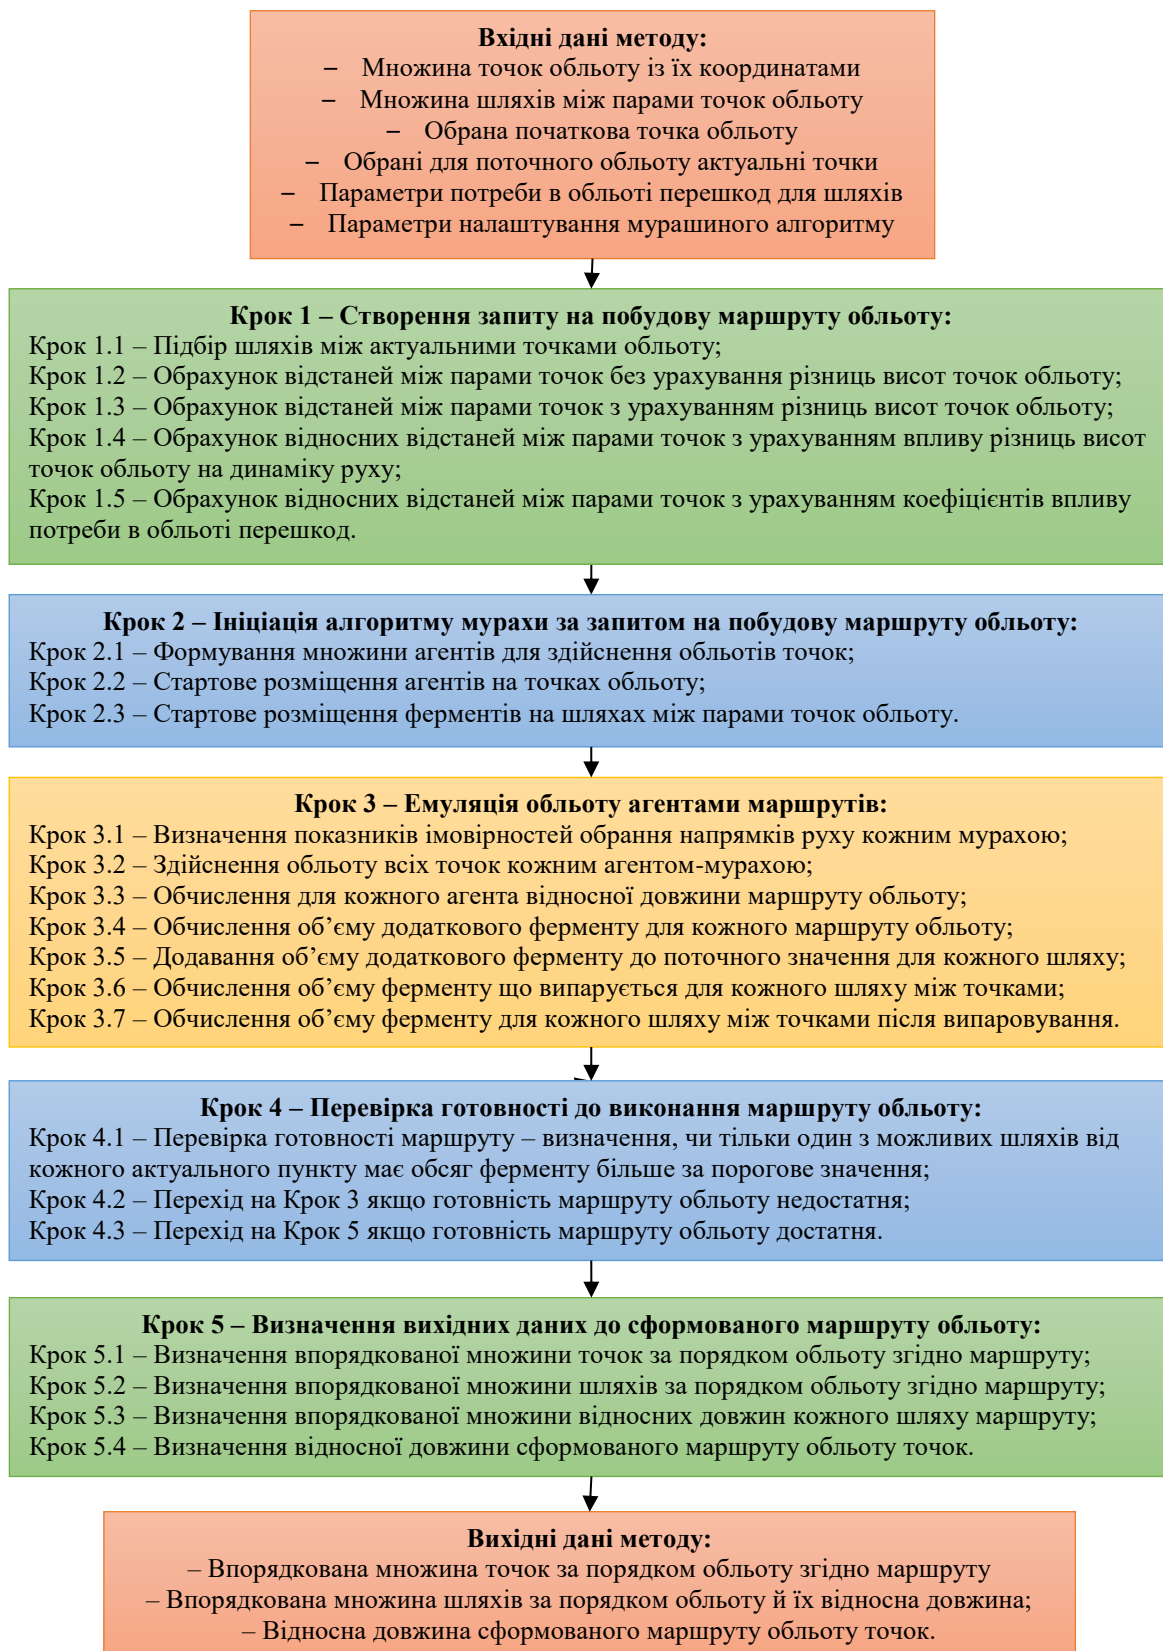 Вхідні дані методу:
– Множина точок обльоту із їх координатами
– Множина шляхів між парами точок обльоту
– Обрана початкова точка обльоту
– Обрані для поточного обльоту актуальні точки
– Параметри потреби в обльоті перешкод для шляхів
– Параметри налаштування мурашиного алгоритму
Крок 1 – Створення запиту на побудову маршруту обльоту:
Крок 1.1 – Підбір шляхів між актуальними точками обльоту;
Крок 1.2 – Обрахунок відстаней між парами точок без урахування різниць висот точок обльоту;
Крок 1.3 – Обрахунок відстаней між парами точок з урахуванням різниць висот точок обльоту;
Крок 1.4 – Обрахунок відносних відстаней між парами точок з урахуванням впливу різниць висот
точок обльоту на динаміку руху;
Крок 1.5 – Обрахунок відносних відстаней між парами точок з урахуванням коефіцієнтів впливу
потреби в обльоті перешкод.
Крок 2 – Ініціація алгоритму мурахи за запитом на побудову маршруту обльоту:
Крок 2.1 – Формування множини агентів для здійснення обльотів точок;
Крок 2.2 – Стартове розміщення агентів на точках обльоту;
Крок 2.3 – Стартове розміщення ферментів на шляхах між парами точок обльоту.
Крок 3 – Емуляція обльоту агентами маршрутів:
Крок 3.1 – Визначення показників імовірностей обрання напрямків руху кожним мурахою;
Крок 3.2 – Здійснення обльоту всіх точок кожним агентом-мурахою;
Крок 3.3 – Обчислення для кожного агента відносної довжини маршруту обльоту;
Крок 3.4 – Обчислення об’єму додаткового ферменту для кожного маршруту обльоту;
Крок 3.5 – Додавання об’єму додаткового ферменту до поточного значення для кожного шляху;
Крок 3.6 – Обчислення об’єму ферменту що випарується для кожного шляху між точками;
Крок 3.7 – Обчислення об’єму ферменту для кожного шляху між точками після випаровування.
Крок 4 – Перевірка готовності до виконання маршруту обльоту:
Крок 4.1 – Перевірка готовності маршруту – визначення, чи тільки один з можливих шляхів від
кожного актуального пункту має обсяг ферменту більше за порогове значення;
Крок 4.2 – Перехід на Крок 3 якщо готовність маршруту обльоту недостатня;
Крок 4.3 – Перехід на Крок 5 якщо готовність маршруту обльоту достатня.
Крок 5 – Визначення вихідних даних до сформованого маршруту обльоту:
Крок 5.1 – Визначення впорядкованої множини точок за порядком обльоту згідно маршруту;
Крок 5.2 – Визначення впорядкованої множини шляхів за порядком обльоту згідно маршруту;
Крок 5.3 – Визначення впорядкованої множини відносних довжин кожного шляху маршруту;
Крок 5.4 – Визначення відносної довжини сформованого маршруту обльоту точок.
Вихідні дані методу:
– Впорядкована множина точок за порядком обльоту згідно маршруту
– Впорядкована множина шляхів за порядком обльоту й їх відносна довжина;
– Відносна довжина сформованого маршруту обльоту точок.